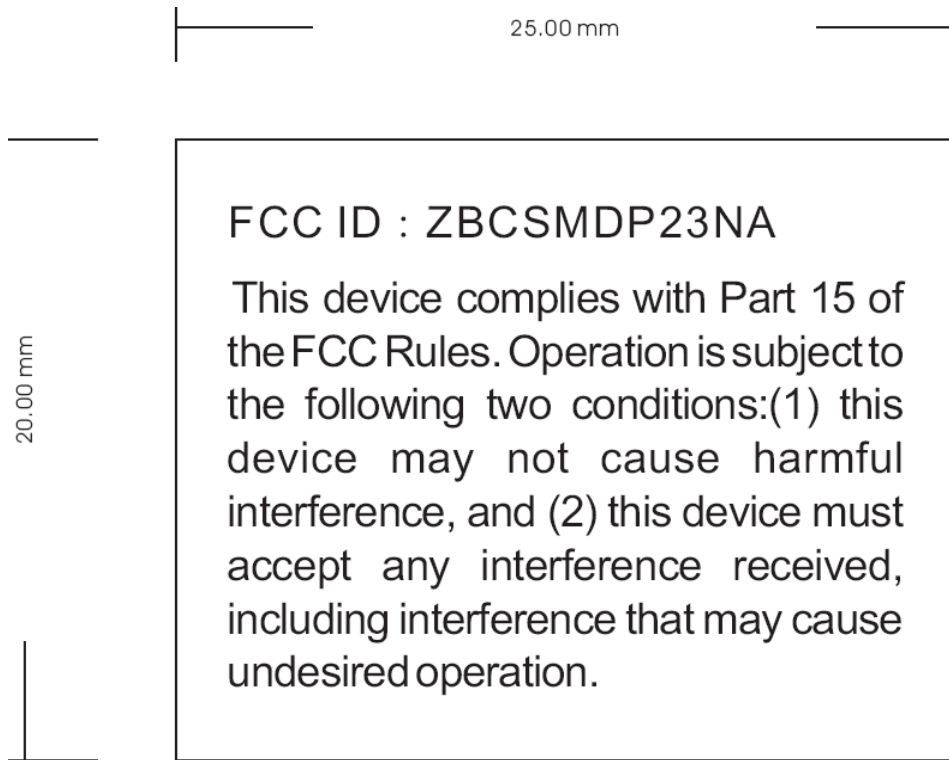 25.00 mm
20.00 mm
FCC ID : ZBCSMDP23NA
This device complies with Part 15 of
the FCC Rules. Operation is subject to
the following two conditions:(1) this
device may not cause harmful
interference, and (2) this device must
accept any interference received,
including interference that may cause
undesired operation.